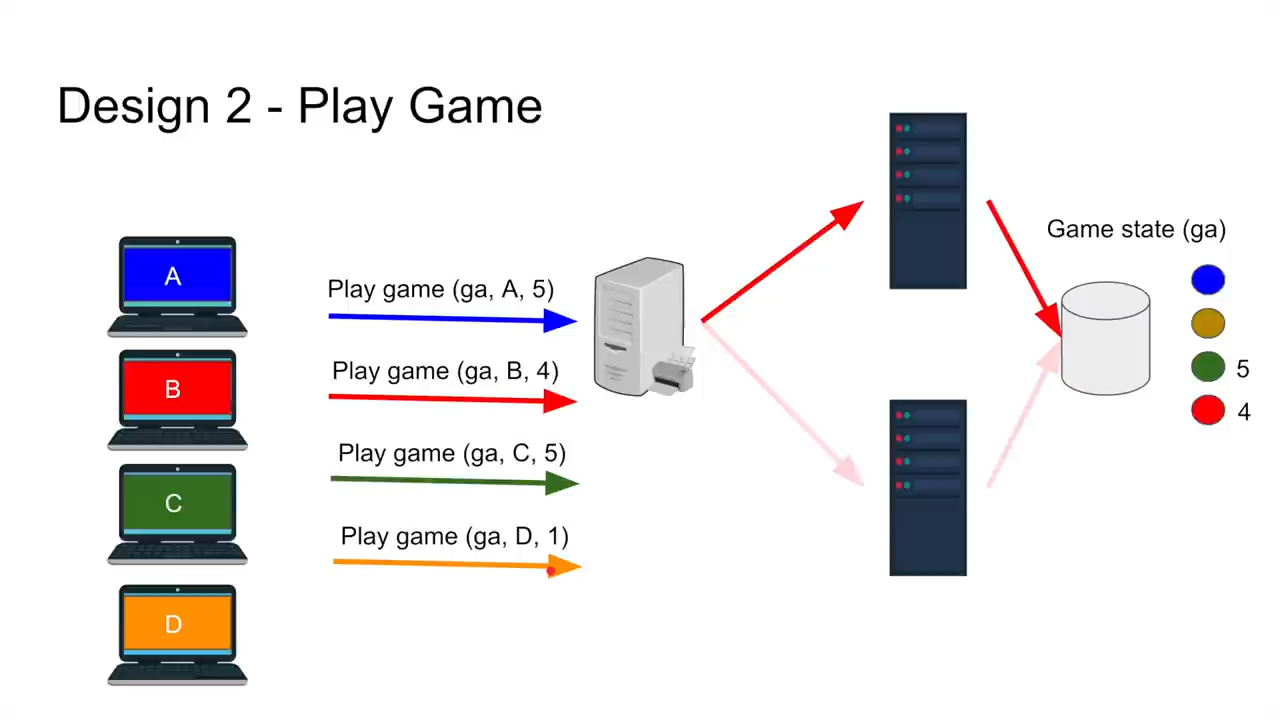 Design 2 - Play Game
Game state (ga)
A
Play game (ga, A, 5)
B
Play game (ga, B, 4)
5
4
C
Play game (ga, C, 5)
D
Play game (ga, D, 1)